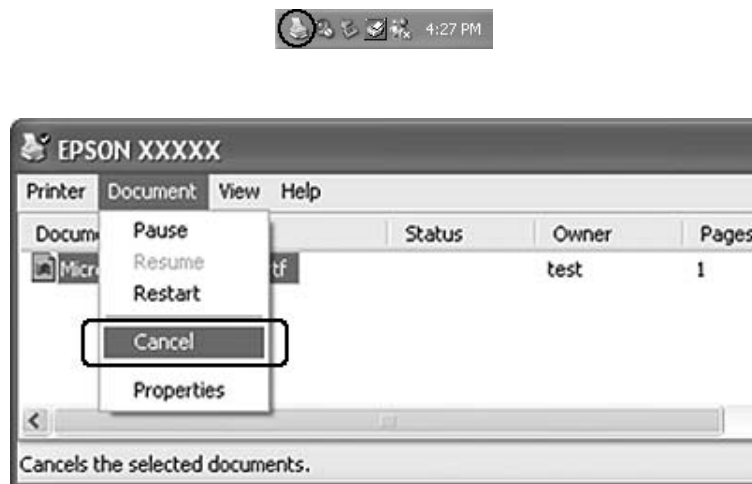 4:27 PM
EPSON XXXXX
Printer Document View Help
Status Owner Pages
Pause
Resume
test 1
Restart
Cancel
Properties
Cancels the selected documents.